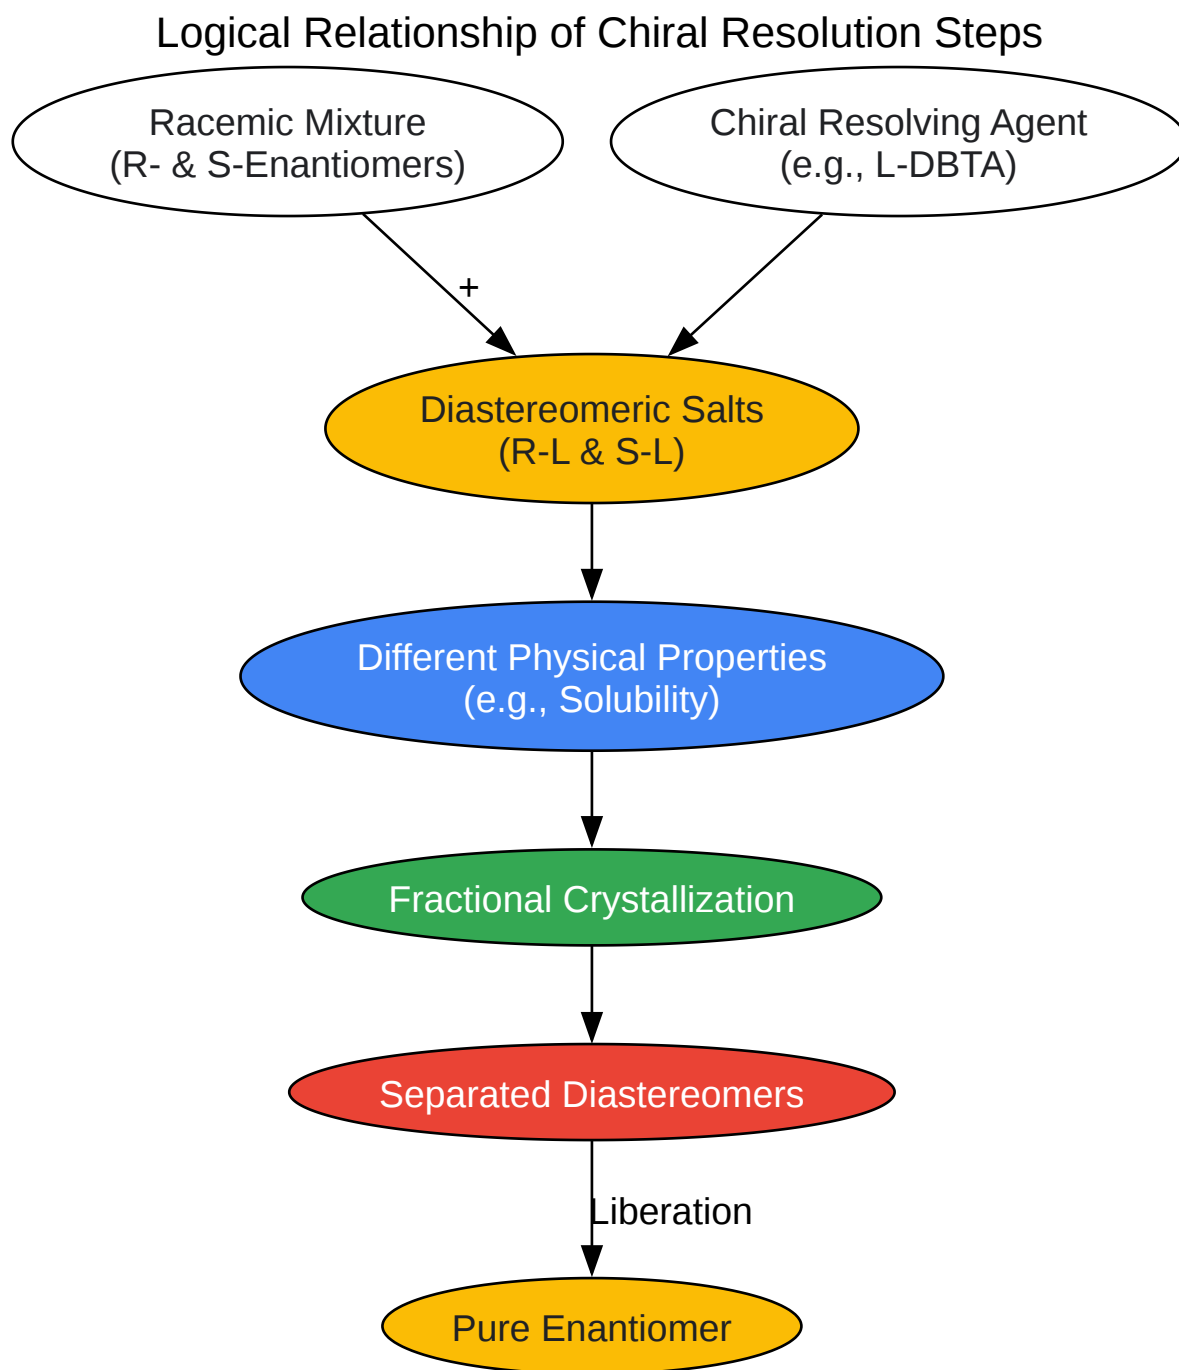 Logical Relationship of Chiral Resolution Steps
Racemic Mixture
(R- & S-Enantiomers)
Chiral Resolving Agent
(e.g., L-DBTA)
+
Diastereomeric Salts
(R-L & S-L)
Different Physical Properties
(e.g., Solubility)
Fractional Crystallization
Separated Diastereomers
Liberation
Pure Enantiomer